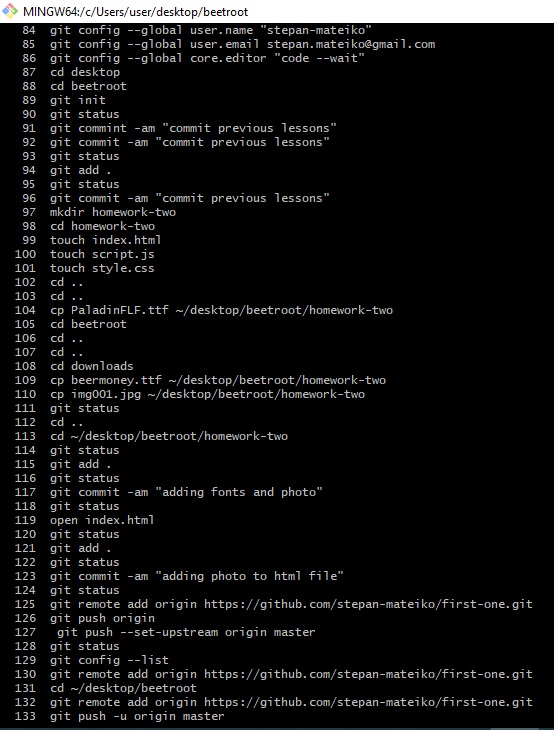 MINGW64:/c/Users/user/desktop/beetroot
84 git config --global user.name "stepan-mateiko"
85 git config --global user.email stepan.mateiko@gmail.com
86 git config --global core.editor "code --wait"
87 cd desktop
88 cd beetroot
89 git init
90 git status
91 git commint -am "commit previous lessons"
92 git commit -am "commit previous lessons"
93 git status
94 git add .
95 git status
96 git commit -am "commit previous lessons"
97 mkdir homework-two
98 cd homework-two
99 touch index.html
100 touch script.js
101 touch style.css
102 cd ..
103 cd ..
104 cp PaladinFLF.ttf ~/desktop/beetroot/homework-two
105 cd beetroot
106 cd ..
107 cd ..
108 cd downloads
109 cp beermoney.ttf ~/desktop/beetroot/homework-two
110 cp img001.jpg ~/desktop/beetroot/homework-two
111 git status
112 cd ..
113 cd ~/desktop/beetroot/homework-two
114 git status
115 git add .
116 git status
117 git commit -am "adding fonts and photo"
118 git status
119 open index.html
120 git status
121 git add .
122 git status
123 git commit -am "adding photo to html file"
124 git status
125 git remote add origin https://github.com/stepan-mateiko/first-one.git
126 git push origin
127  git push --set-upstream origin master
128 git status
129 git config --list
130 git remote add origin https://github.com/stepan-mateiko/first-one.git
131 cd ~/desktop/beetroot
132 git remote add origin https://github.com/stepan-mateiko/first-one.git
133 git push -u origin master